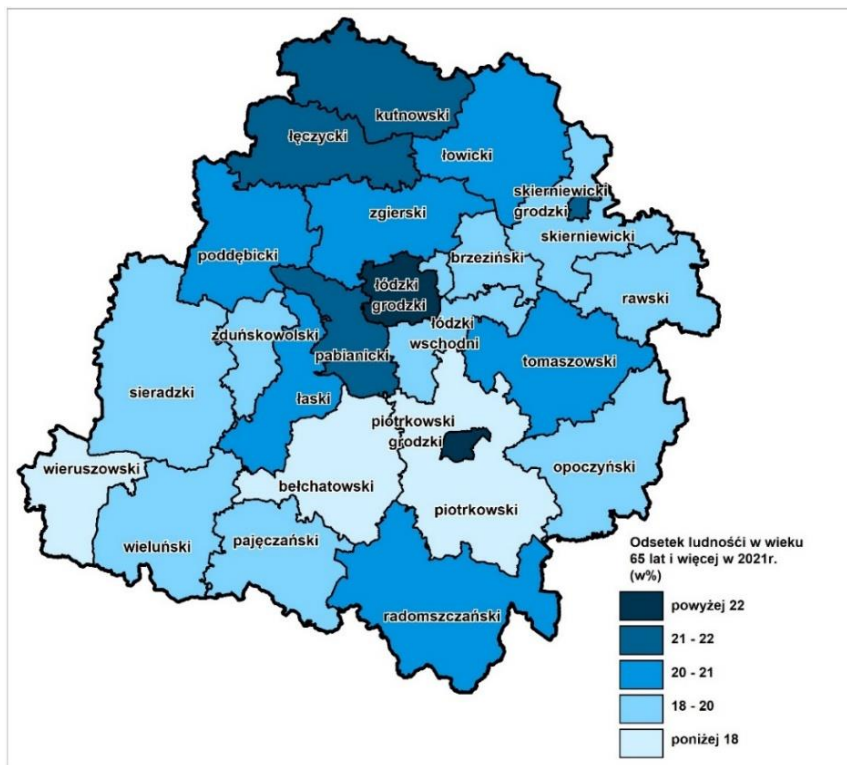 kutnowski
łęczycki
łowicki
skierniewicki
grodzki
zgierski
skierniewicki
poddębicki
brzeziński
łódzki
grodzki
rawski
łódzki
wschodni
zduńskowolski
pabianicki
tomaszowski
sieradzki
łaski
piotrkowski
grodzki
wieruszowski
opoczyński
bełchatowski
piotrkowski
wieluński
pajęczański
radomszczański
Odsetek ludnośći w wieku
65 lat i więcej w 2021r.
(w%)
powyżej 22
21 - 22
20 - 21
18 - 20
poniżej 18